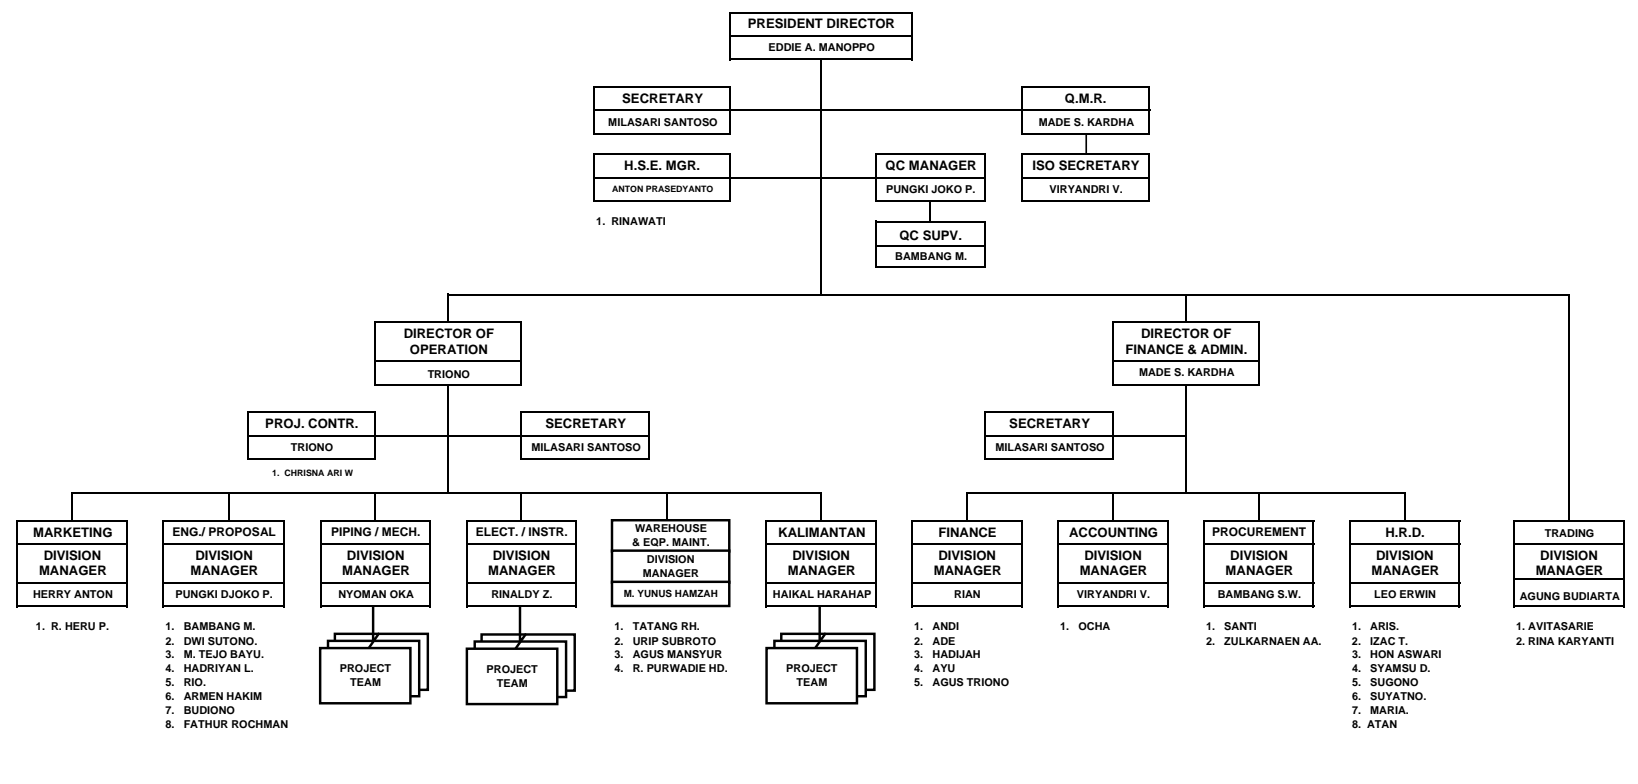 PRESIDENT DIRECTOR
EDDIE A. MANOPPO
SECRETARY
MILASARI SANTOSO
Q.M.R.
MADE S. KARDHA
H.S.E. MGR.
ANTON PRASEDYANTO
1. RINAWATI
QC MANAGER
PUNGKI JOKO P.
ISO SECRETARY
VIRYANDRI V.
QC SUPV.
BAMBANG M.
DIRECTOR OF
OPERATION
TRIONO
DIRECTOR OF
FINANCE & ADMIN.
MADE S. KARDHA
PROJ. CONTR.
TRIONO
1. CHRISNA ARI W
SECRETARY
MILASARI SANTOSO
SECRETARY
MILASARI SANTOSO
MARKETING
DIVISION
MANAGER
HERRY ANTON
1. R. HERU P.
ENG./ PROPOSAL
DIVISION
MANAGER
PUNGKI DJOKO P.
1. BAMBANG M.
2. DWI SUTONO.
3. M. TEJO BAYU.
4. HADRIYAN L.
5. RIO.
6. ARMEN HAKIM
7. BUDIONO
8. FATHUR ROCHMAN
PIPING / MECH.
DIVISION
MANAGER
NYOMAN OKA
PROJECT
TEAM
ELECT. / INSTR.
DIVISION
MANAGER
RINALDY Z.
PROJECT
TEAM
WAREHOUSE
& EQP. MAINT.
DIVISION
MANAGER
M. YUNUS HAMZAH
1. TATANG RH.
2. URIP SUBROTO
3. AGUS MANSYUR
4. R. PURWADIE HD.
KALIMANTAN
DIVISION
MANAGER
HAIKAL HARAHAP
PROJECT
TEAM
FINANCE
DIVISION
MANAGER
RIAN
1. ANDI
2. ADE
3. HADIJAH
4. AYU
5. AGUS TRIONO
ACCOUNTING
DIVISION
MANAGER
VIRYANDRI V.
1. OCHA
PROCUREMENT
DIVISION
MANAGER
BAMBANG S.W.
1. SANTI
2. ZULKARNAEN AA.
H.R.D.
DIVISION
MANAGER
LEO ERWIN
1. ARIS.
2. IZAC T.
3. HON ASWARI
4. SYAMSU D.
5. SUGONO
6. SUYATNO.
7. MARIA.
8. ATAN
TRADING
DIVISION
MANAGER
AGUNG BUDIARTA
1. AVITASARIE
2. RINA KARYANTI